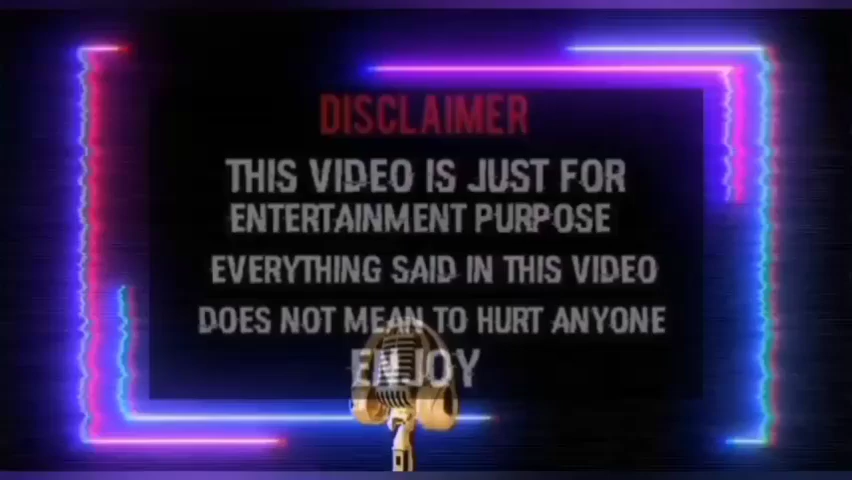 DISCLAIMER
THIS VIDEO IS JUST FOR
ENTERTAINMENT PURPOSE
EVERYTHING SAID IN THIS VIDEO
DOES NOT MEAN TO HURT ANYONE
ENJOY